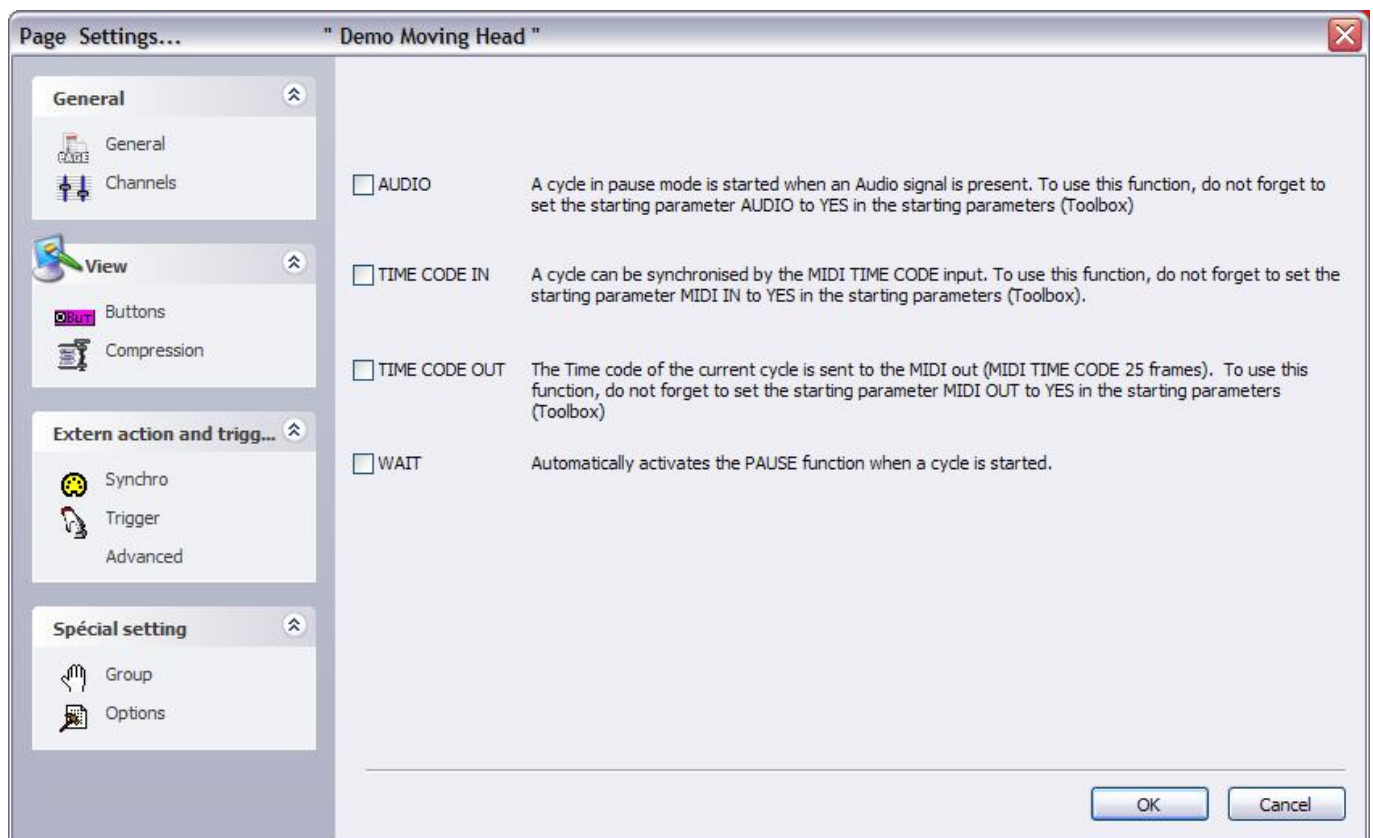 Page Settings... " Demo Moving Head "
General
PAGE
General
Channels
View
BUT
Buttons
Compression
Extern action and trigg...
Synchro
Trigger
Advanced
Spécial setting
Group
Options
AUDIO A cycle in pause mode is started when an Audio signal is present. To use this function, do not forget to
set the starting parameter AUDIO to YES in the starting parameters (Toolbox)
TIME CODE IN A cycle can be synchronised by the MIDI TIME CODE input. To use this function, do not forget to set the
starting parameter MIDI IN to YES in the starting parameters (Toolbox).
TIME CODE OUT The Time code of the current cycle is sent to the MIDI out (MIDI TIME CODE 25 frames). To use this
function, do not forget to set the starting parameter MIDI OUT to YES in the starting parameters
(Toolbox)
WAIT Automatically activates the PAUSE function when a cycle is started.
OK Cancel